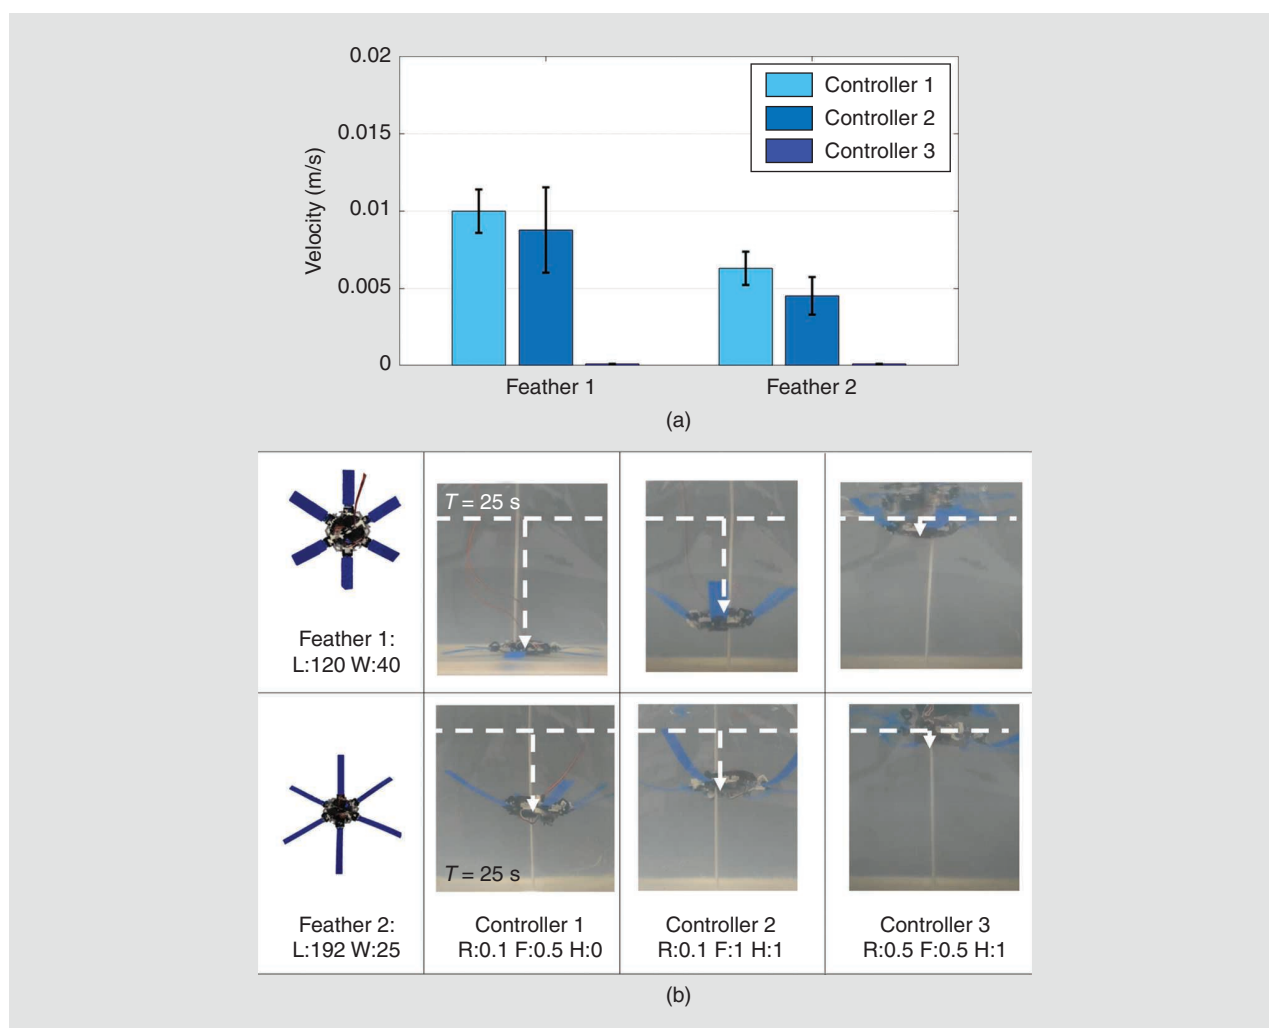 0.02
0.015
0.01
0.005
0
Velocity (m/s)
Controller 1
Controller 2
Controller 3
Feather 1
Feather 2
(a)
T = 25 s
Feather 1:
L:120 W:40
T = 25 s
Feather 2:
L:192 W:25
Controller 1
R:0.1 F:0.5 H:0
Controller 2
R:0.1 F:1 H:1
Controller 3
R:0.5 F:0.5 H:1
(b)